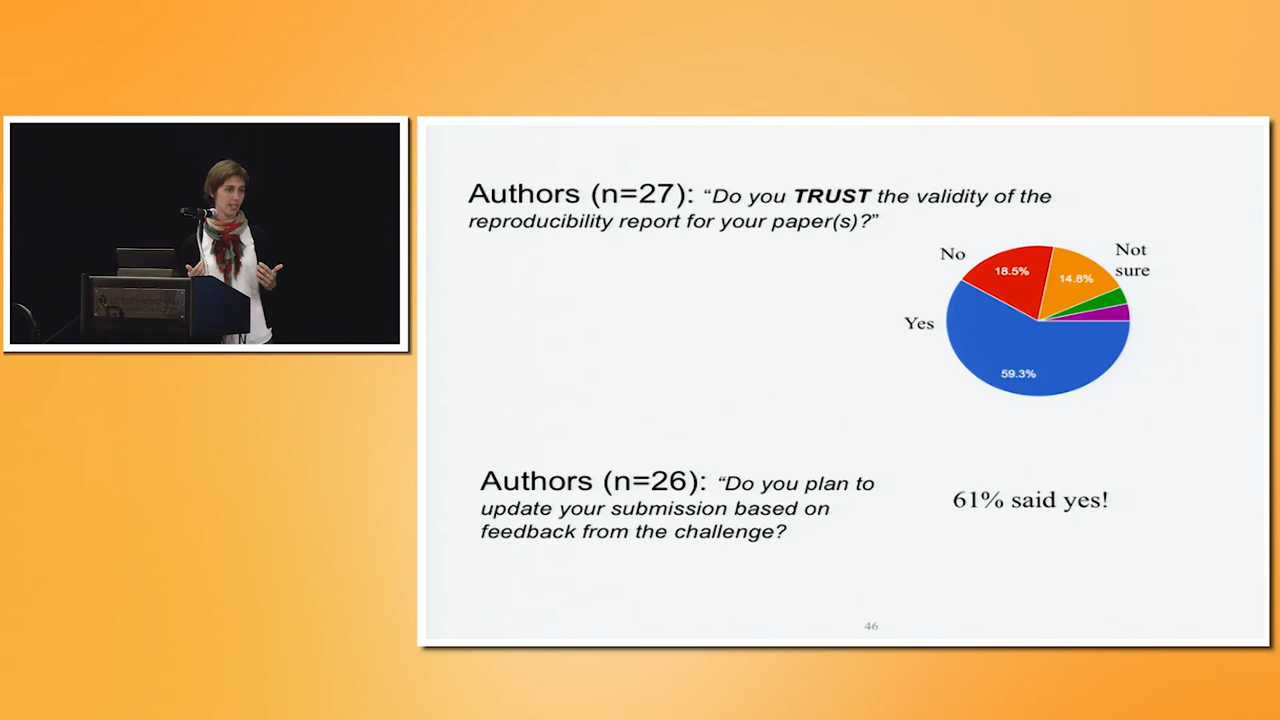 Authors (n=27): “Do you TRUST the validity of the
reproducibility report for your paper(s)?”
No
Not
sure
18.5%
14.8%
Yes
59.3%
Authors (n=26): “Do you plan to
update your submission based on
feedback from the challenge?
61% said yes!
46